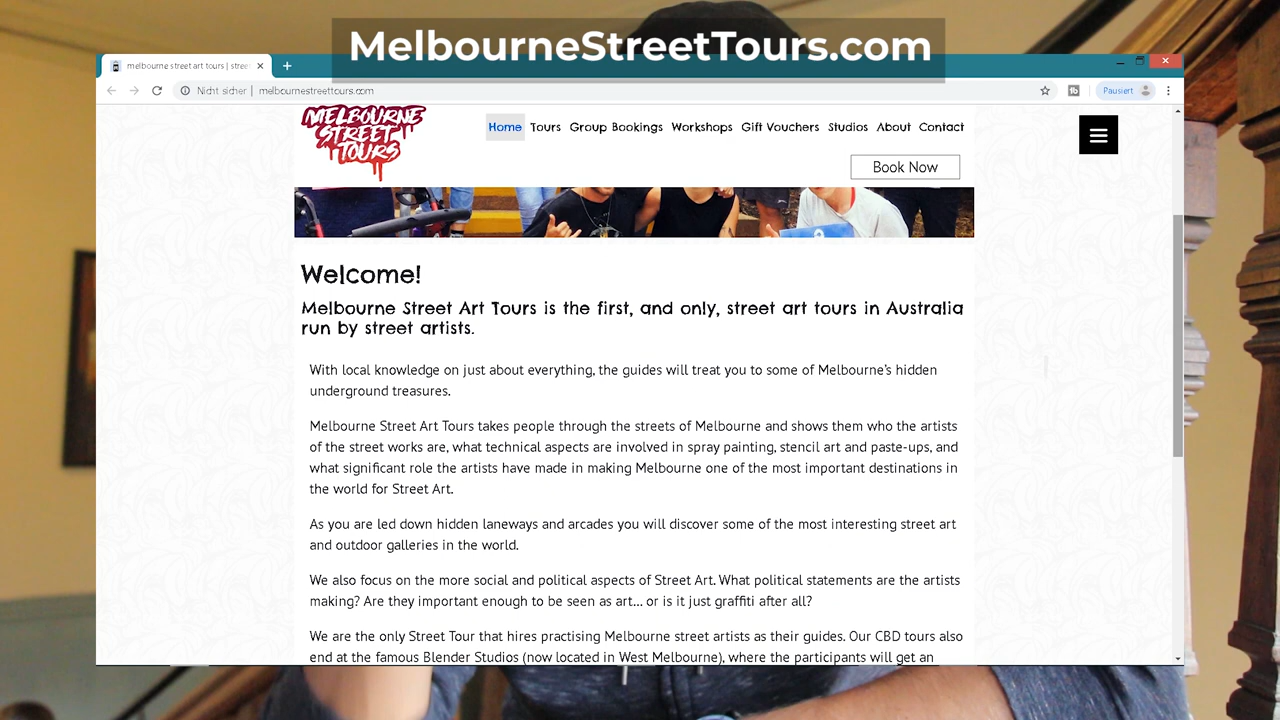 MelbourneStreetTours.com
melbourne street art tours | stree
Nicht sicher | melbournestreettours.com
Pausiert
MELBOURNE
STREET
TOURS
Home Tours Group Bookings Workshops Gift Vouchers Studios About Contact
Book Now
Welcome!
Melbourne Street Art Tours is the first, and only, street art tours in Australia
run by street artists.
With local knowledge on just about everything, the guides will treat you to some of Melbourne's hidden
underground treasures.
Melbourne Street Art Tours takes people through the streets of Melbourne and shows them who the artists
of the street works are, what technical aspects are involved in spray painting, stencil art and paste-ups, and
what significant role the artists have made in making Melbourne one of the most important destinations in
the world for Street Art.
As you are led down hidden laneways and arcades you will discover some of the most interesting street art
and outdoor galleries in the world.
We also focus on the more social and political aspects of Street Art. What political statements are the artists
making? Are they important enough to be seen as art... or is it just graffiti after all?
We are the only Street Tour that hires practising Melbourne street artists as their guides. Our CBD tours also
end at the famous Blender Studios (now located in West Melbourne), where the participants will get an